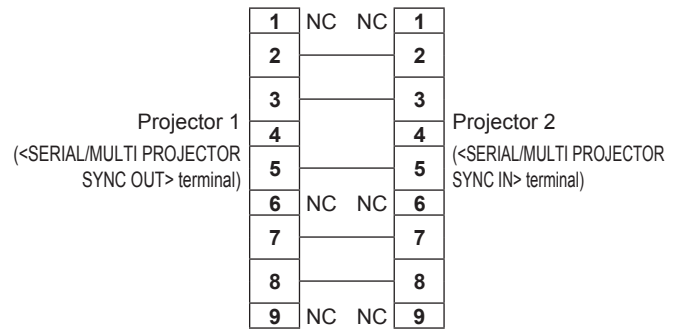 1 NC NC 1
2 2
3 3
Projector 1 Projector 2
4 4
(<SERIAL/MULTI PROJECTOR (<SERIAL/MULTI PROJECTOR
5 5
SYNC OUT> terminal) SYNC IN> terminal)
6 NC NC 6
7 7
8 8
9 NC NC 9